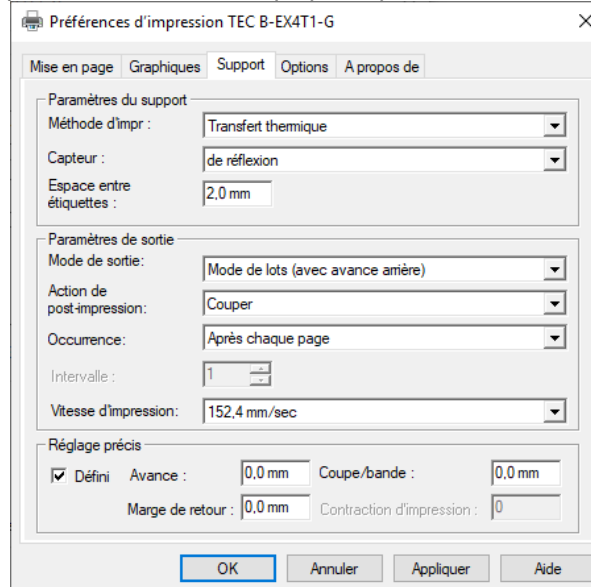 Préférences d'impression TEC B-EX4T1-G
Mise en page Graphiques Support Options A propos de
Paramètres du support
Méthode d'impr : Transfert thermique
Capteur : de réflexion
Espace entre
étiquettes : 2,0 mm
Paramètres de sortie
Mode de sortie: Mode de lots (avec avance arrière)
Action de
post-impression: Couper
Occurrence: Après chaque page
Intervalle : 1
Vitesse d'impression: 152,4 mm/sec
Réglage précis
Défini Avance : 0,0 mm Coupe/bande : 0,0 mm
Marge de retour : 0,0 mm Contraction d'impression : 0
OK Annuler Appliquer Aide